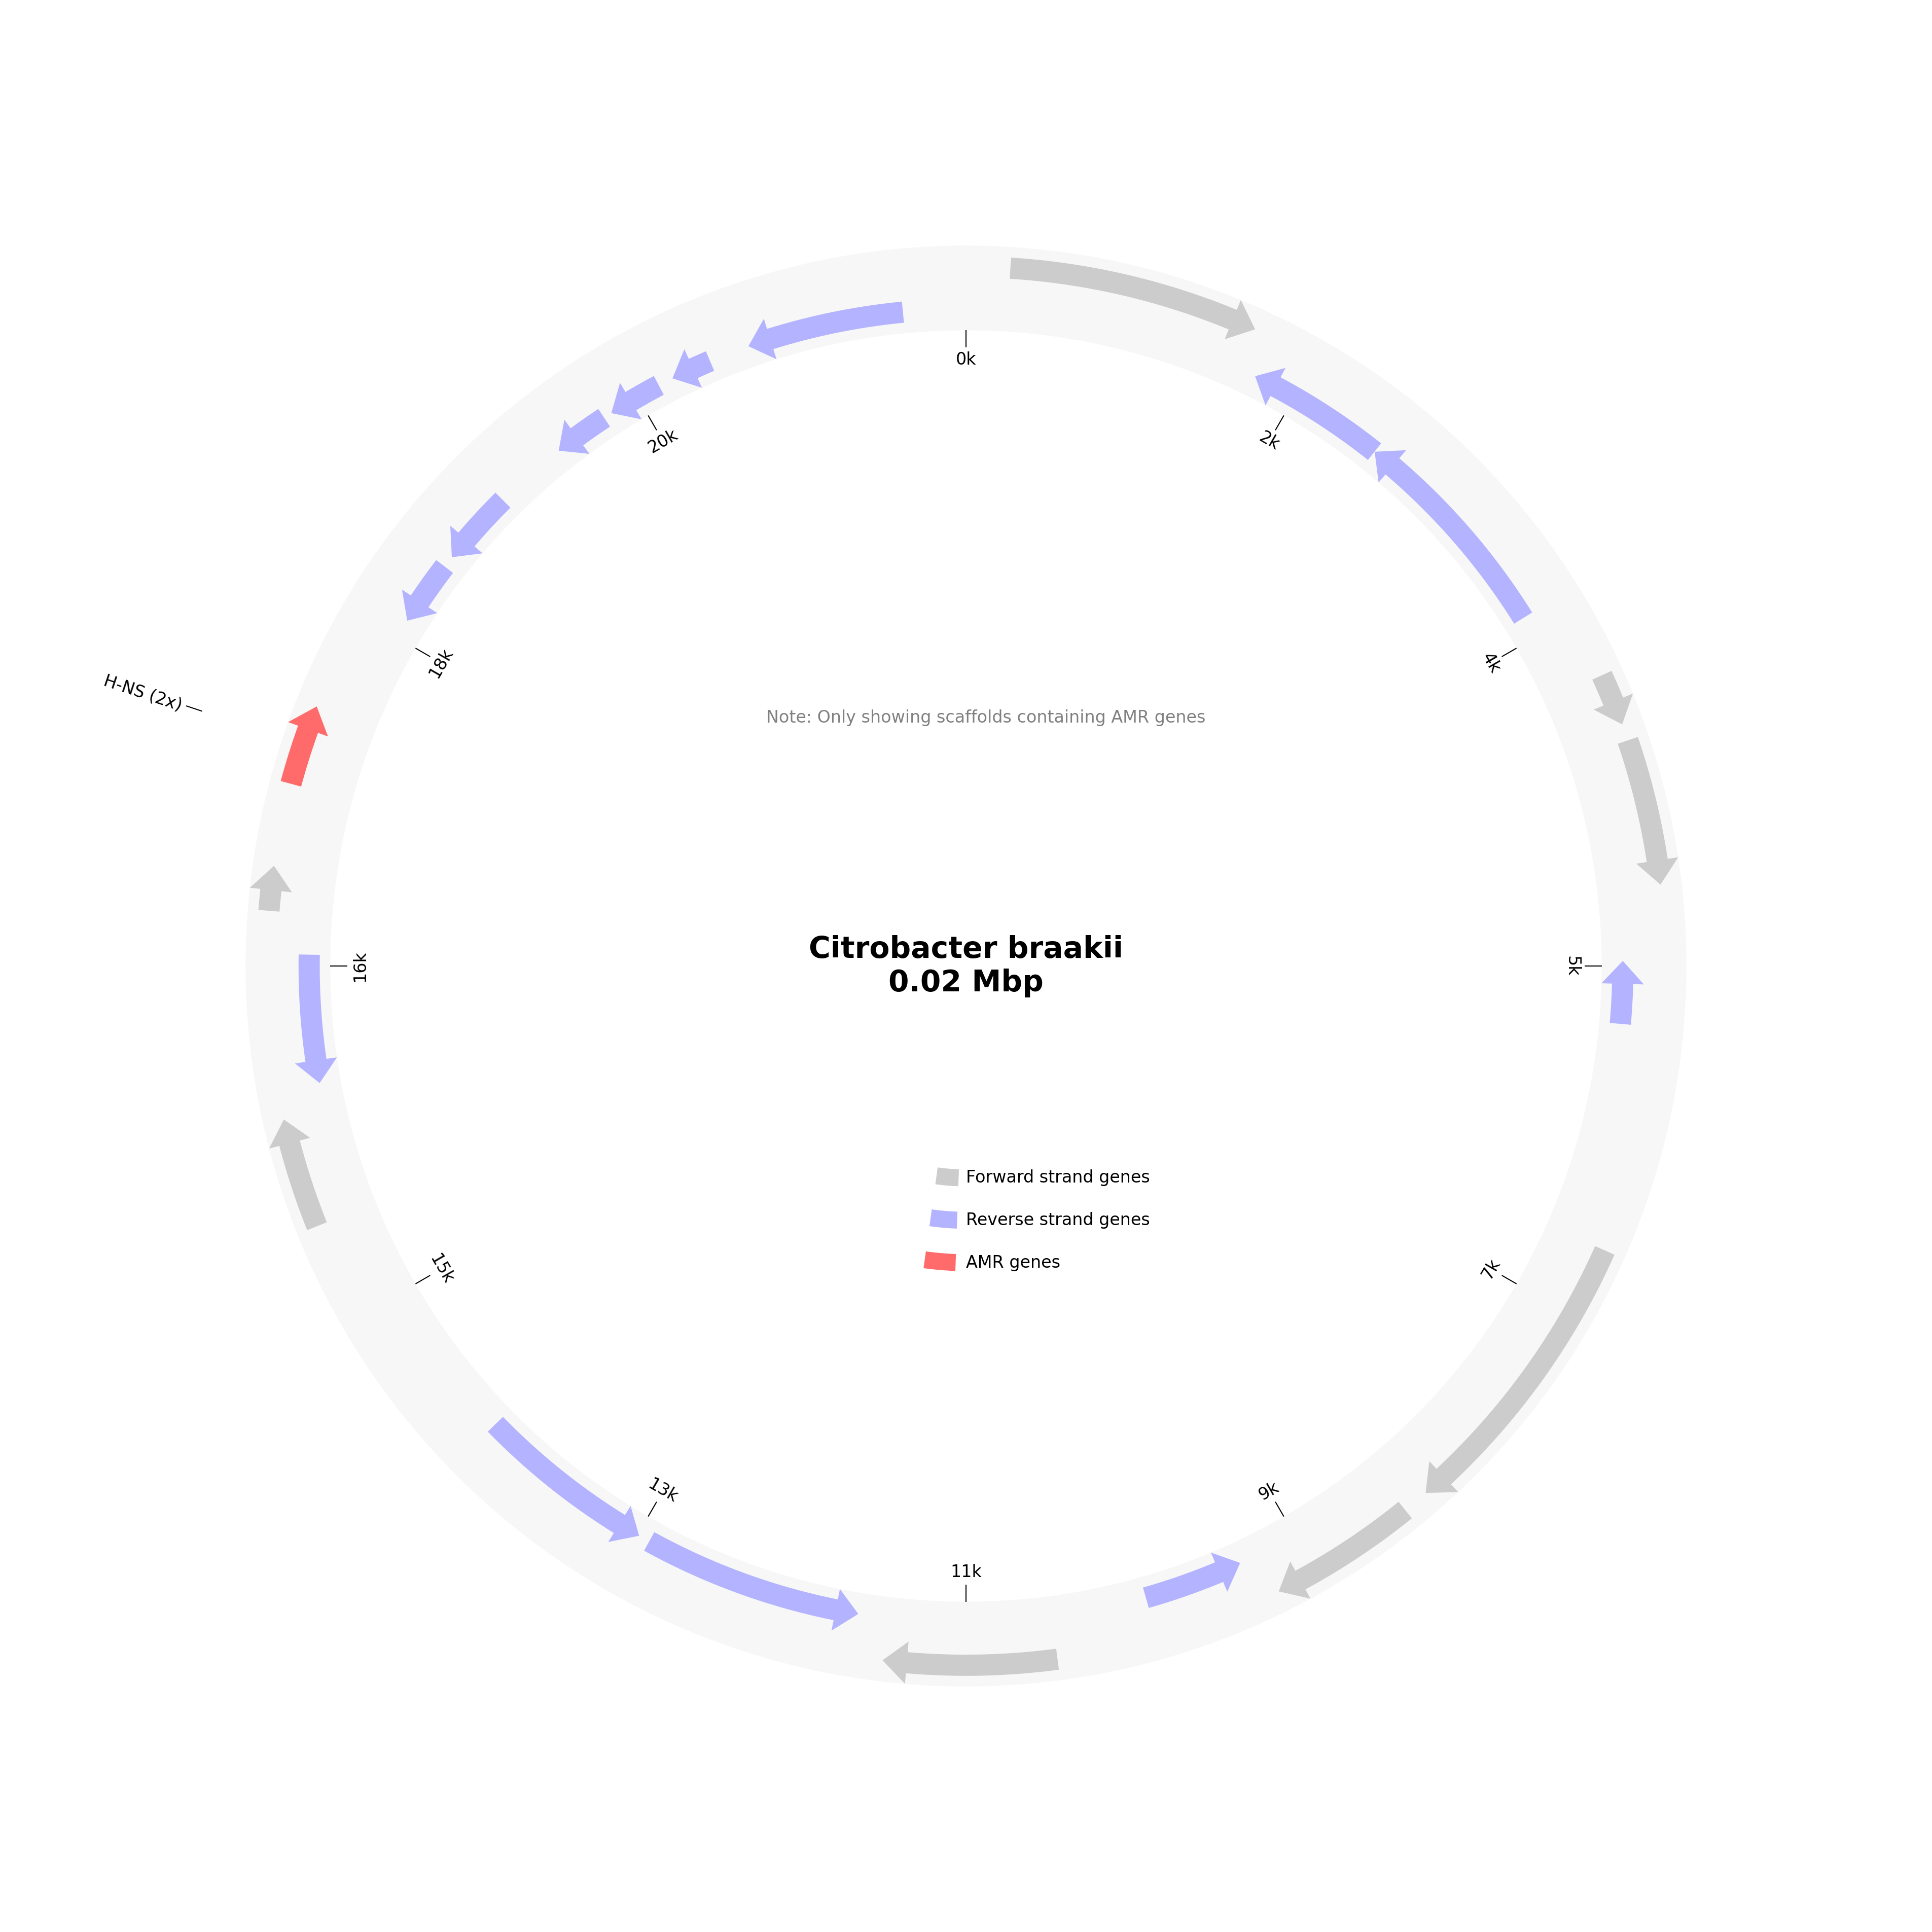 0k
20k
2k
18k
4k
H-NS (2x)
Note: Only showing scaffolds containing AMR genes
Citrobacter braakii
0.02 Mbp
16k
5k
Forward strand genes
Reverse strand genes
AMR genes
15k
7k
13k
9k
11k